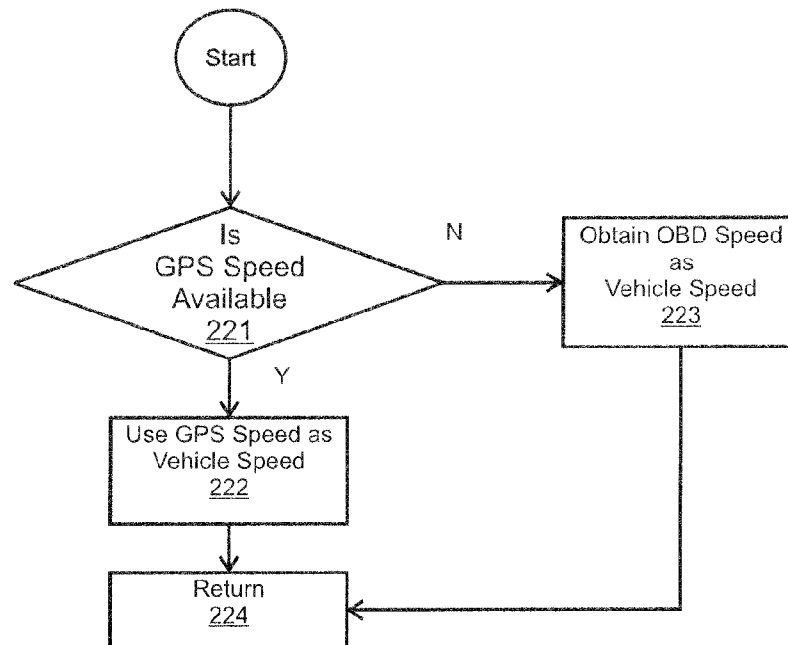 Start
Is
GPS Speed
Available
221
N
Y
Obtain OBD Speed
as
Vehicle Speed
223
Use GPS Speed as
Vehicle Speed
222
Return
224